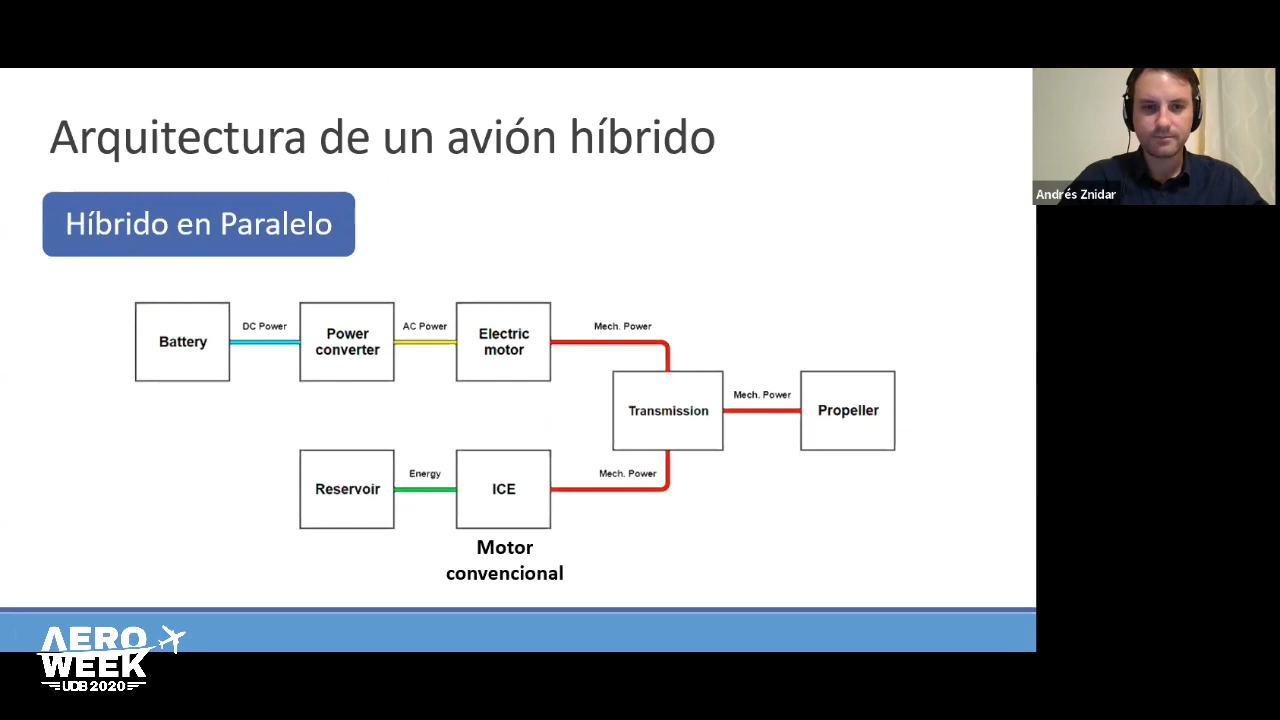 Arquitectura de un avión híbrido
Andrés Znidar
Híbrido en Paralelo
Battery
DC Power
Power
converter
AC Power
Electric
motor
Mech. Power
Transmission
Mech. Power
Propeller
Reservoir
Energy
ICE
Mech. Power
Motor
convencional
AERO
WEEK
UDB 2020